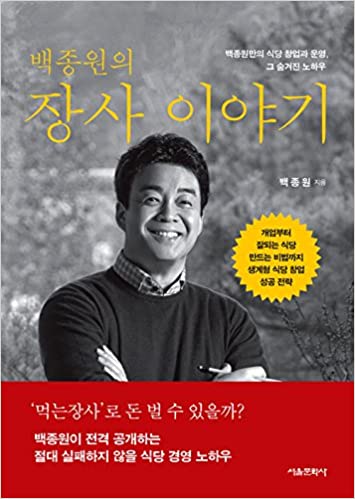 백종원만의 식당 창업과 운영,
그 숨겨진 노하우
백종원의
장사 이야기
백종원 지음
개업부터
잘되는 식당
만드는 비법까지
생계형 식당 창업
성공 전략
‘먹는장사’로 돈 벌 수 있을까?
백종원이 전격 공개하는
절대 실패하지 않을 식당 경영 노하우
서울문화사